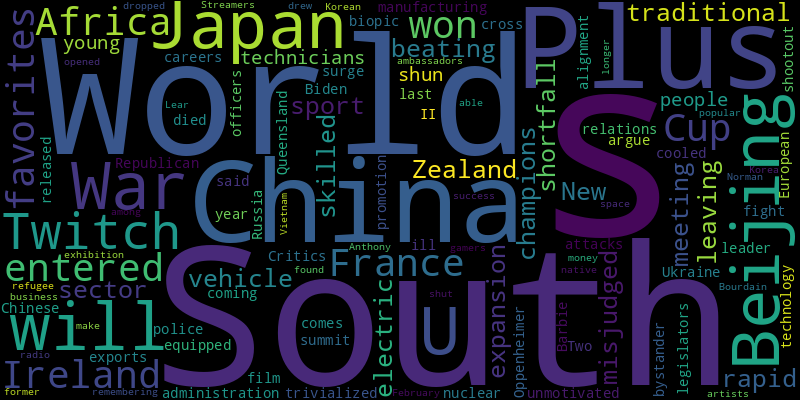 dropped
Streamers
drew
Korean
manufacturing
Africa
Japan
won
biopic
cross
Plus
traditional
favorites
World
young
careers
technicians
beating
alignment
shootout
opened
surge
shun
ambassadors
longer
officers
Biden
last
II
people
popular
Lear
died
sport
able
S
relations
Cup
argue
released
Republican
Queensland
skilled
shortfall
cooled
European
War
said
China
Zealand
champions
New
meeting
leaving
Korea
Norman
Beijing
year
Russia
Vietnam
promotion
success
space
fight
among
Twitch
Anthony
ill
gamers
attacks
leader
exhibition
Critics
found
France
money
native
misjudged
Ukraine
technology
entered
refugee
business
sector
vehicle
coming
South
electric
shut
U
expansion
Bourdain
Chinese
will
make
police
equipped
comes
summit
Oppenheimer
Barbie
Two
bystander
legislators
radio
exports
Ireland
remembering
film
administration
trivialized
February
nuclear
unmotivated
rapid
former
artists